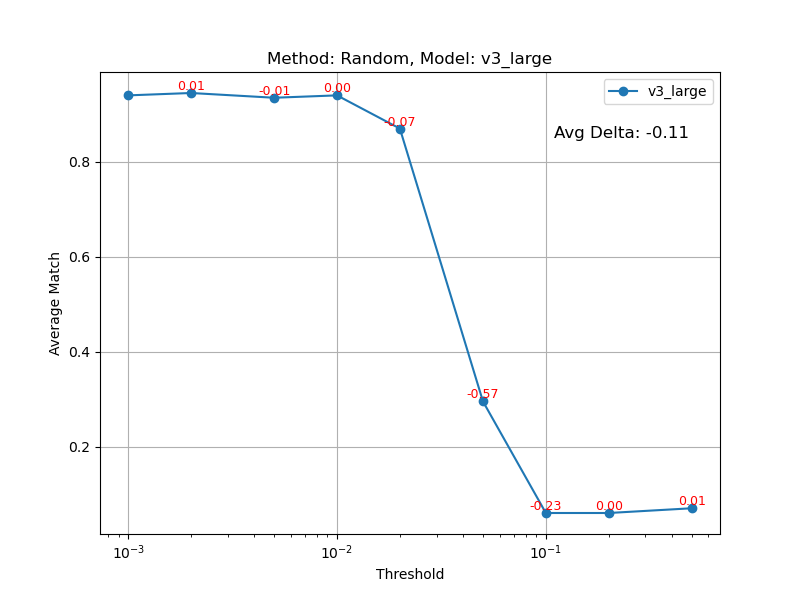 Method: Random, Model: v3_large
v3_large
Avg Delta: -0.11
0.01
-0.01
0.00
-0.07
-0.57
-0.23
0.00
0.01
0.8
0.6
0.4
0.2
Average Match
10⁻³ 10⁻² 10⁻¹
Threshold